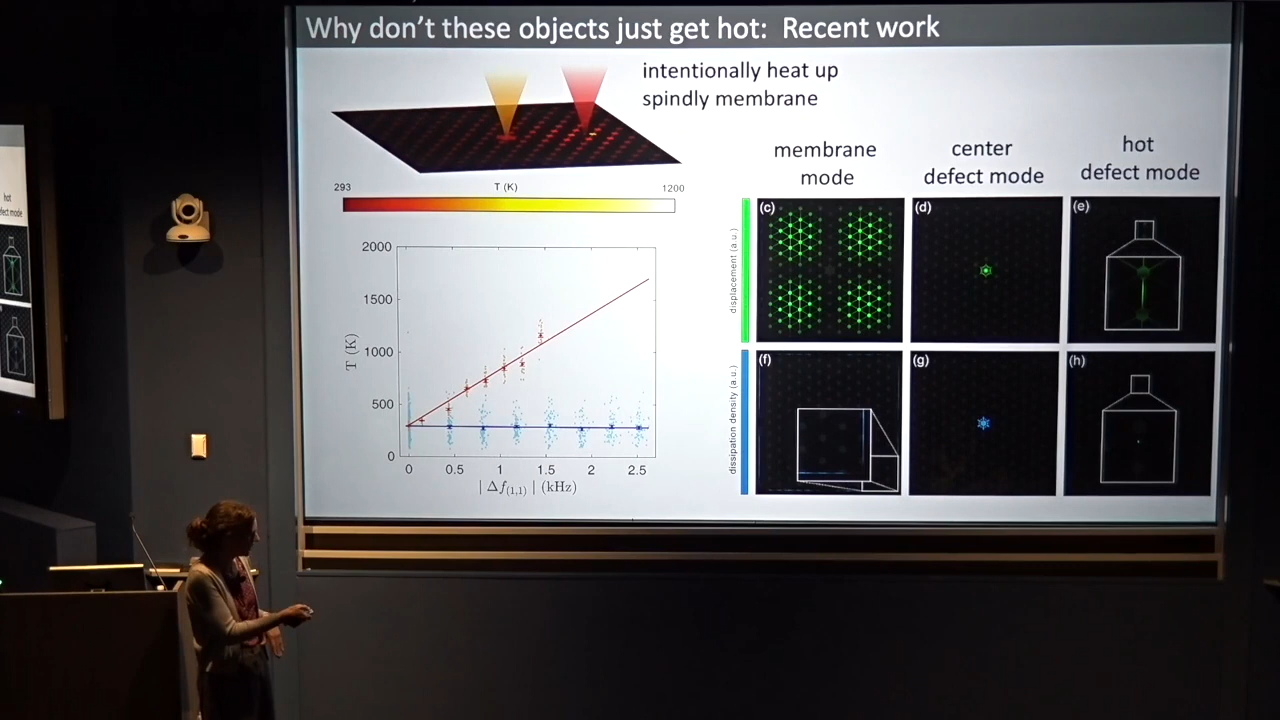 Why don't these objects just get hot:  Recent work
intentionally heat up
spindly membrane
293
T (K)
1200
2000
1500
1000
500
0
T (K)
0
0.5
1
1.5
2
2.5
| Δf(1,1) | (kHz)
membrane
mode
center
defect mode
hot
defect mode
displacement (a.u.)
(c)
(d)
(e)
dissipation density (a.u.)
(f)
(g)
(h)
hot
mode